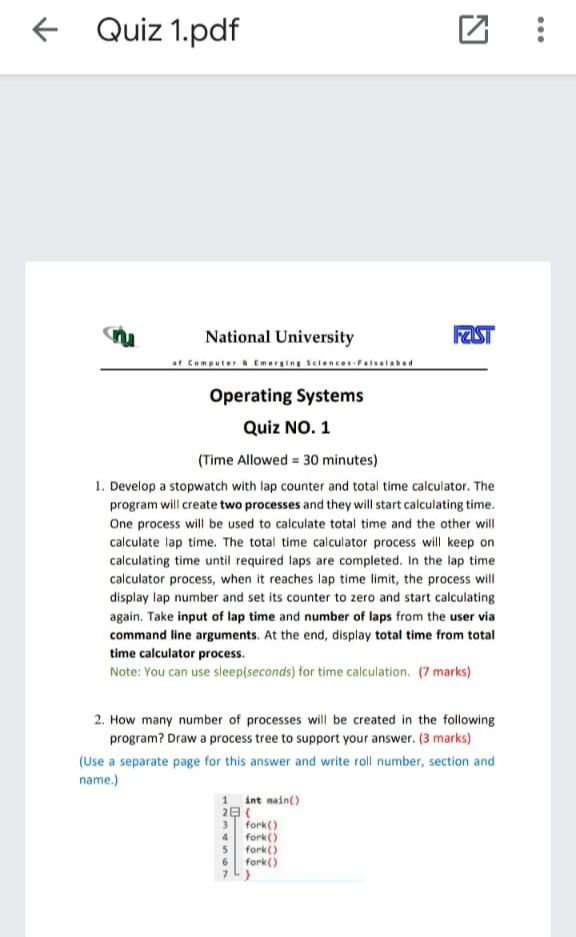 Quiz 1.pdf
nu
National University
FAST
of Computer & Emerging Sciences-Faisalabad
Operating Systems
Quiz NO. 1
(Time Allowed = 30 minutes)
1. Develop a stopwatch with lap counter and total time calculator. The
program will create two processes and they will start calculating time.
One process will be used to calculate total time and the other will
calculate lap time. The total time calculator process will keep on
calculating time until required laps are completed. In the lap time
calculator process, when it reaches lap time limit, the process will
display lap number and set its counter to zero and start calculating
again. Take input of lap time and number of laps from the user via
command line arguments. At the end, display total time from total
time calculator process.
Note: You can use sleep(seconds) for time calculation. (7 marks)
2. How many number of processes will be created in the following
program? Draw a process tree to support your answer. (3 marks)
(Use a separate page for this answer and write roll number, section and
name.)
1 int main()
2 {
3 fork()
4 fork()
5 fork()
6 fork()
7 }